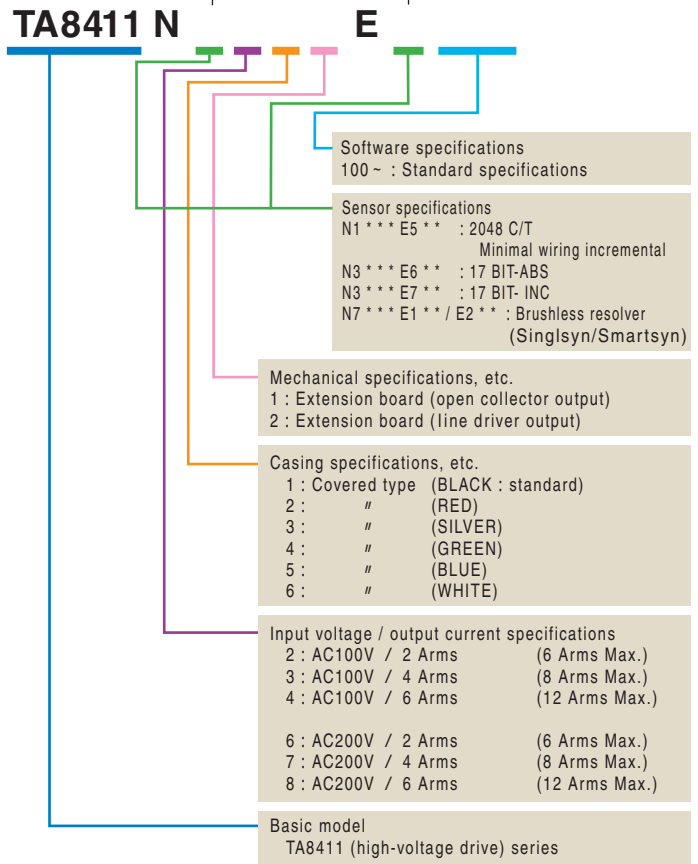 TA8411 N E
Software specifications
100 ~ : Standard specifications
Sensor specifications
N1 * * * E5 * * : 2048 C/T
Minimal wiring incremental
N3 * * * E6 * * : 17 BIT-ABS
N3 * * * E7 * * : 17 BIT- INC
N7 * * * E1 * * / E2 * * : Brushless resolver
(Singlsyn/Smartsyn)
Mechanical specifications, etc.
1 : Extension board (open collector output)
2 : Extension board (line driver output)
Casing specifications, etc.
1 : Covered type (BLACK : standard)
2 : 〃 (RED)
3 : 〃 (SILVER)
4 : 〃 (GREEN)
5 : 〃 (BLUE)
6 : 〃 (WHITE)
Input voltage / output current specifications
2 : AC100V / 2 Arms (6 Arms Max.)
3 : AC100V / 4 Arms (8 Arms Max.)
4 : AC100V / 6 Arms (12 Arms Max.)
6 : AC200V / 2 Arms (6 Arms Max.)
7 : AC200V / 4 Arms (8 Arms Max.)
8 : AC200V / 6 Arms (12 Arms Max.)
Basic model
TA8411 (high-voltage drive) series